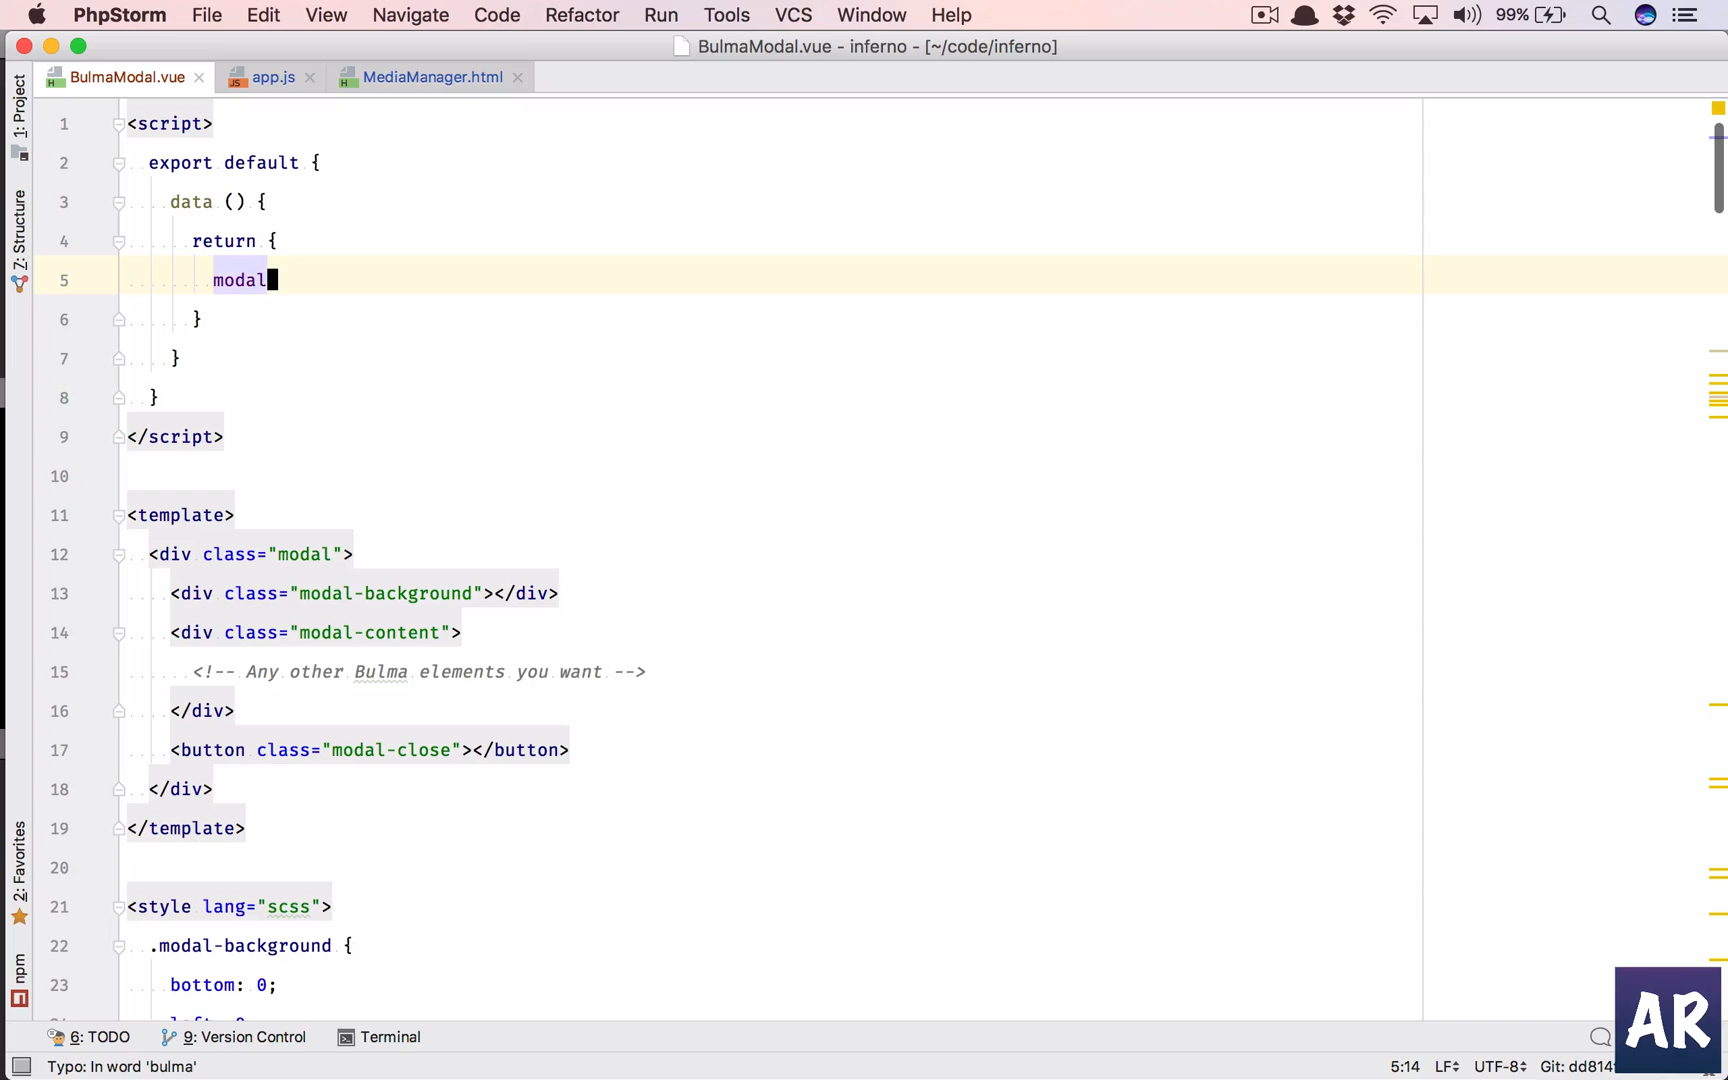 PhpStorm File Edit View Navigate Code Refactor Run Tools VCS Window Help 99%
BulmaModal.vue - inferno - [~/code/inferno]
BulmaModal.vue app.js MediaManager.html
1: Project
7: Structure
2: Favorites
npm
1 <script>
2 export default {
3 data () {
4 return {
5 modal
6 }
7 }
8 }
9 </script>
10
11 <template>
12 <div class="modal">
13 <div class="modal-background"></div>
14 <div class="modal-content">
15 <!-- Any other Bulma elements you want -->
16 </div>
17 <button class="modal-close"></button>
18 </div>
19 </template>
20
21 <style lang="scss">
22 .modal-background {
23 bottom: 0;
6: TODO 9: Version Control Terminal
Typo: In word 'bulma' 5:14 LF UTF-8 Git: dd814
AR